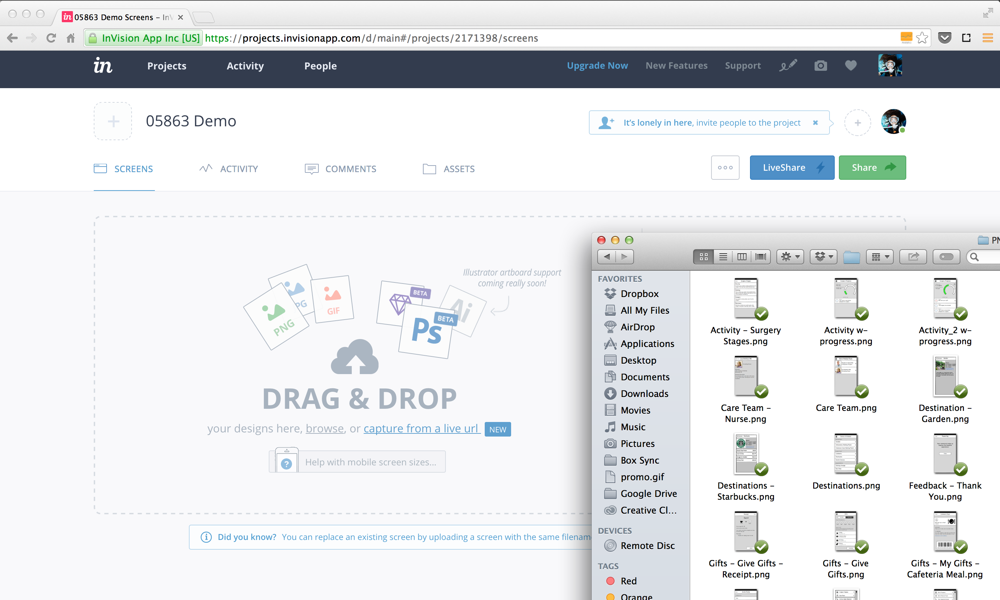 in 05863 Demo Screens – InV
InVision App Inc [US] https://projects.invisionapp.com/d/main#/projects/2171398/screens
in Projects Activity People Upgrade Now New Features Support
05863 Demo
It's lonely in here, invite people to the project
SCREENS ACTIVITY COMMENTS ASSETS
LiveShare Share
Illustrator artboard support
coming really soon!
PNG
GIF
BETA
Ps
BETA
Ai
DRAG & DROP
your designs here, browse, or capture from a live url NEW
? Help with mobile screen sizes...
Did you know? You can replace an existing screen by uploading a screen with the same
FAVORITES
Dropbox
All My Files
AirDrop
Applications
Desktop
Documents
Downloads
Movies
Music
Pictures
Box Sync
promo.gif
Google Drive
Creative Cl...
DEVICES
Remote Disc
TAGS
Red
Orange
Activity – Surgery
Stages.png
Activity w-
progress.png
Activity_2 w-
progress.png
Care Team –
Nurse.png
Care Team.png
Destination –
Garden.png
Destinations –
Starbucks.png
Destinations.png
Feedback – Thank
You.png
Gifts – Give Gifts –
Receipt.png
Gifts – Give
Gifts.png
Gifts – My Gifts –
Cafeteria Meal.png